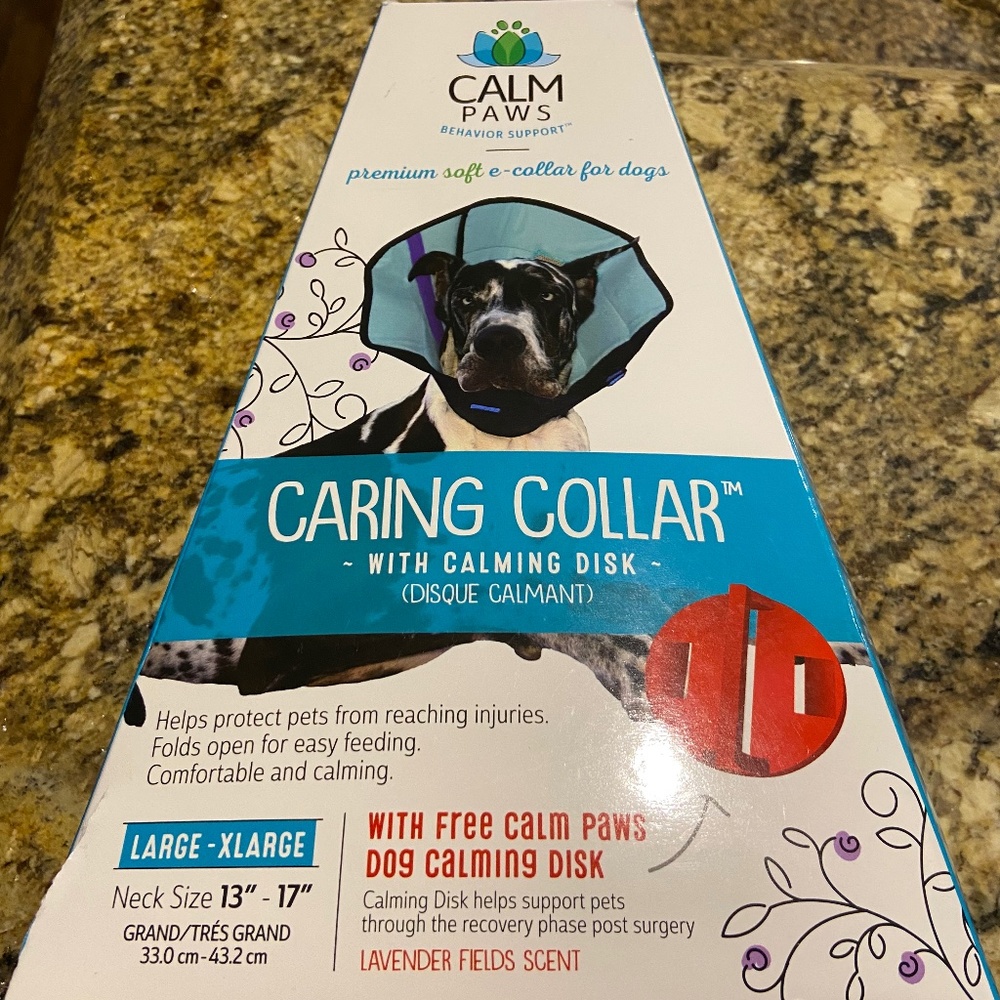 CALM
PAWS
BEHAVIOR SUPPORT™
premium soft e-collar for dogs
CARING COLLAR™
~ WITH CALMING DISK ~
(DISQUE CALMANT)
Helps protect pets from reaching injuries.
Folds open for easy feeding.
Comfortable and calming.
LARGE-XLARGE
Neck Size 13” - 17”
GRAND/TRÉS GRAND
33.0 cm-43.2 cm
WITH Free CALM PAWS
DOG CALMING DISK
Calming Disk helps support pets
through the recovery phase post surgery
LAVENDER FIELDS SCENT